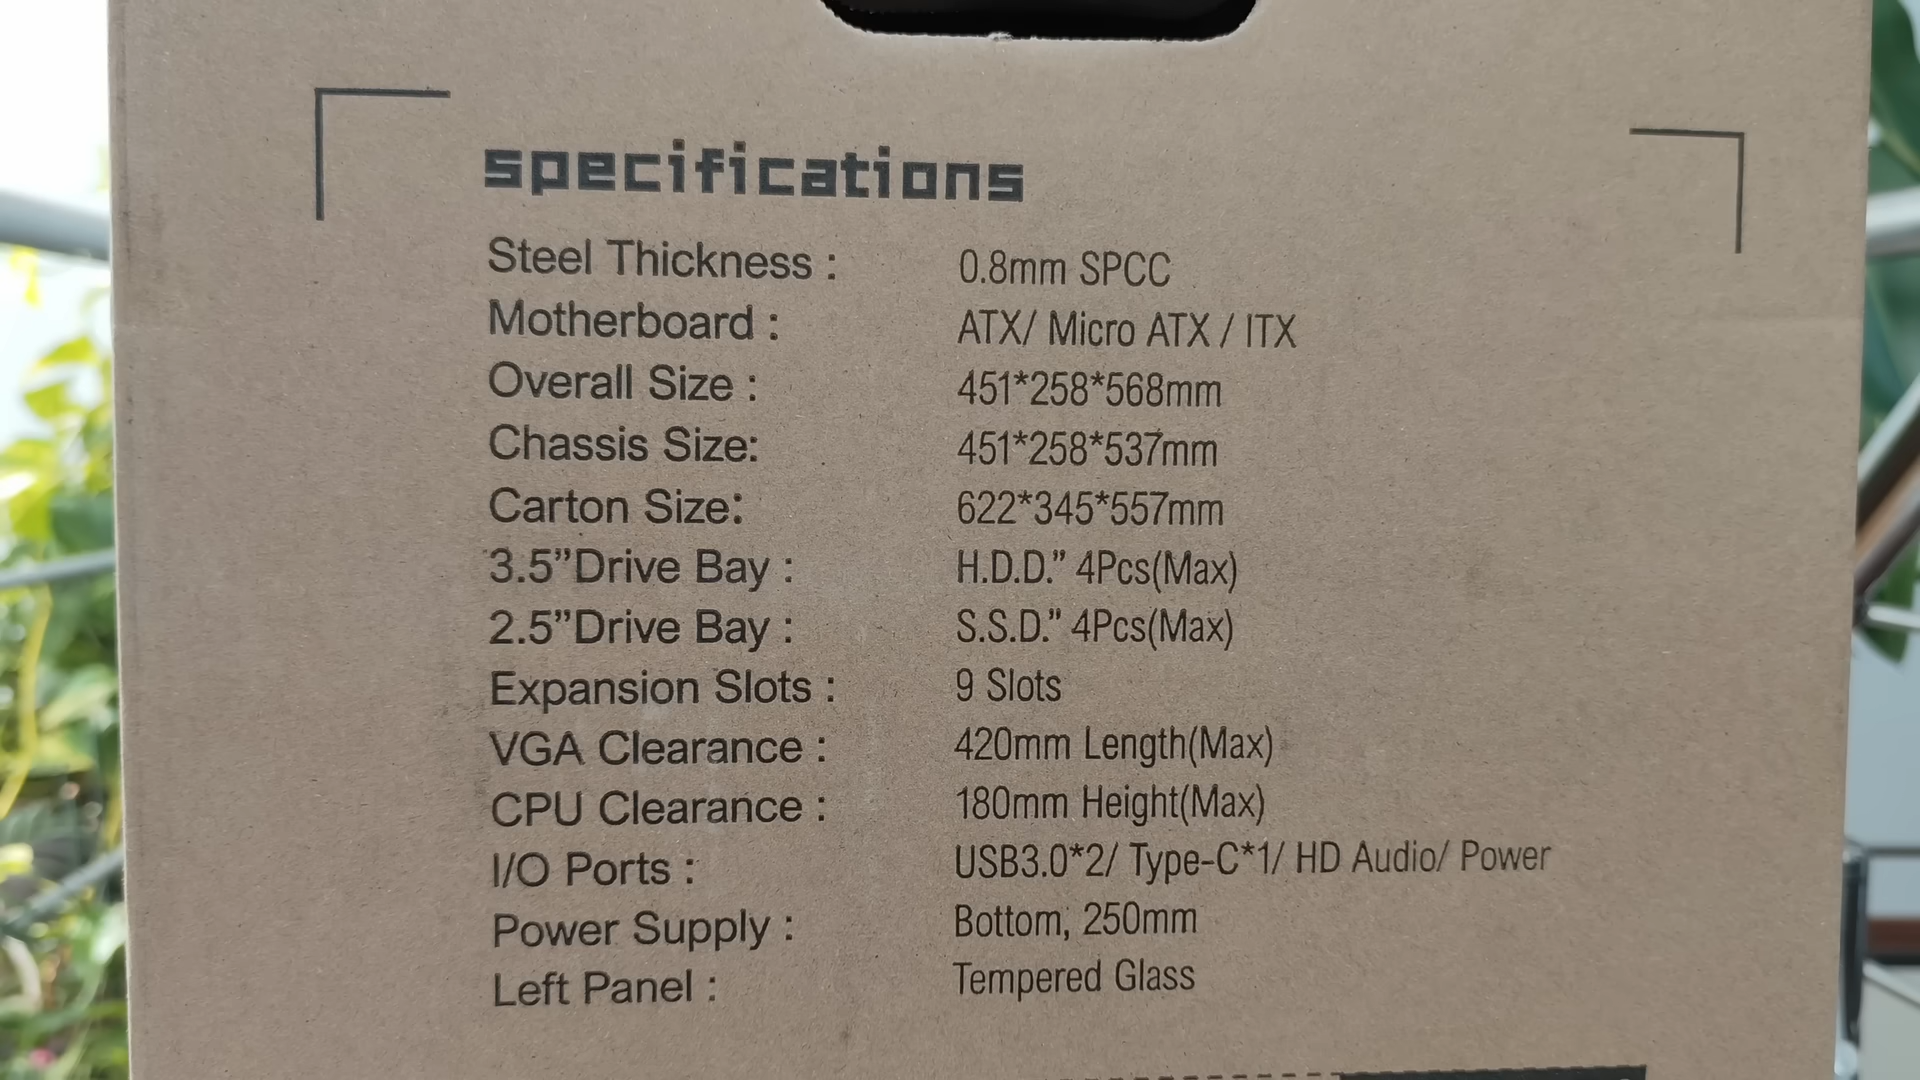 specifications
Steel Thickness : 0.8mm SPCC
Motherboard : ATX/ Micro ATX / ITX
Overall Size : 451*258*568mm
Chassis Size: 451*258*537mm
Carton Size: 622*345*557mm
3.5”Drive Bay : H.D.D.” 4Pcs(Max)
2.5”Drive Bay : S.S.D.” 4Pcs(Max)
Expansion Slots : 9 Slots
VGA Clearance : 420mm Length(Max)
CPU Clearance : 180mm Height(Max)
I/O Ports : USB3.0*2/ Type-C*1/ HD Audio/ Power
Power Supply : Bottom, 250mm
Left Panel : Tempered Glass